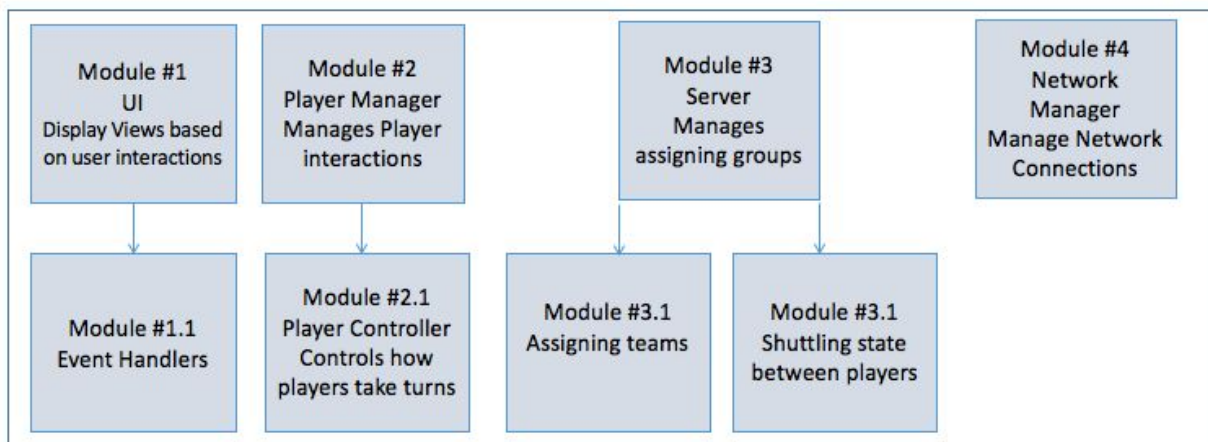 Module #1
UI
Display Views based
on user interactions
Module #2
Player Manager
Manages Player
interactions
Module #3
Server
Manages
assigning groups
Module #4
Network
Manager
Manage Network
Connections
Module #1.1
Event Handlers
Module #2.1
Player Controller
Controls how
players take turns
Module #3.1
Assigning teams
Module #3.1
Shuttling state
between players